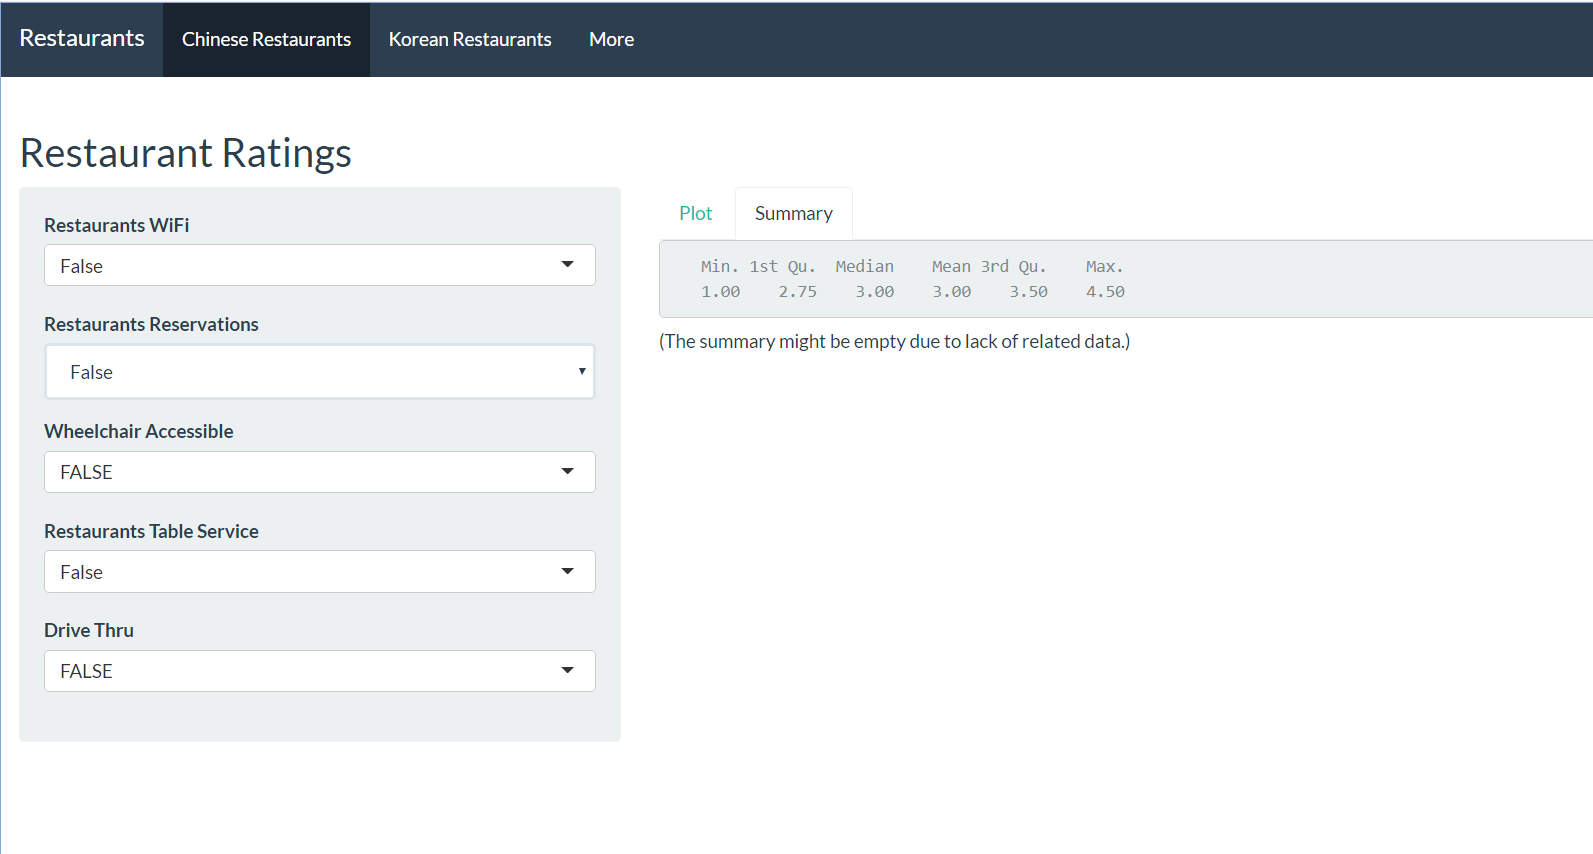 Restaurants Chinese Restaurants Korean Restaurants More
Restaurant Ratings
Restaurants WiFi
False
Restaurants Reservations
False
Wheelchair Accessible
FALSE
Restaurants Table Service
False
Drive Thru
FALSE
Plot Summary
Min. 1st Qu. Median Mean 3rd Qu. Max.
1.00 2.75 3.00 3.00 3.50 4.50
(The summary might be empty due to lack of related data.)